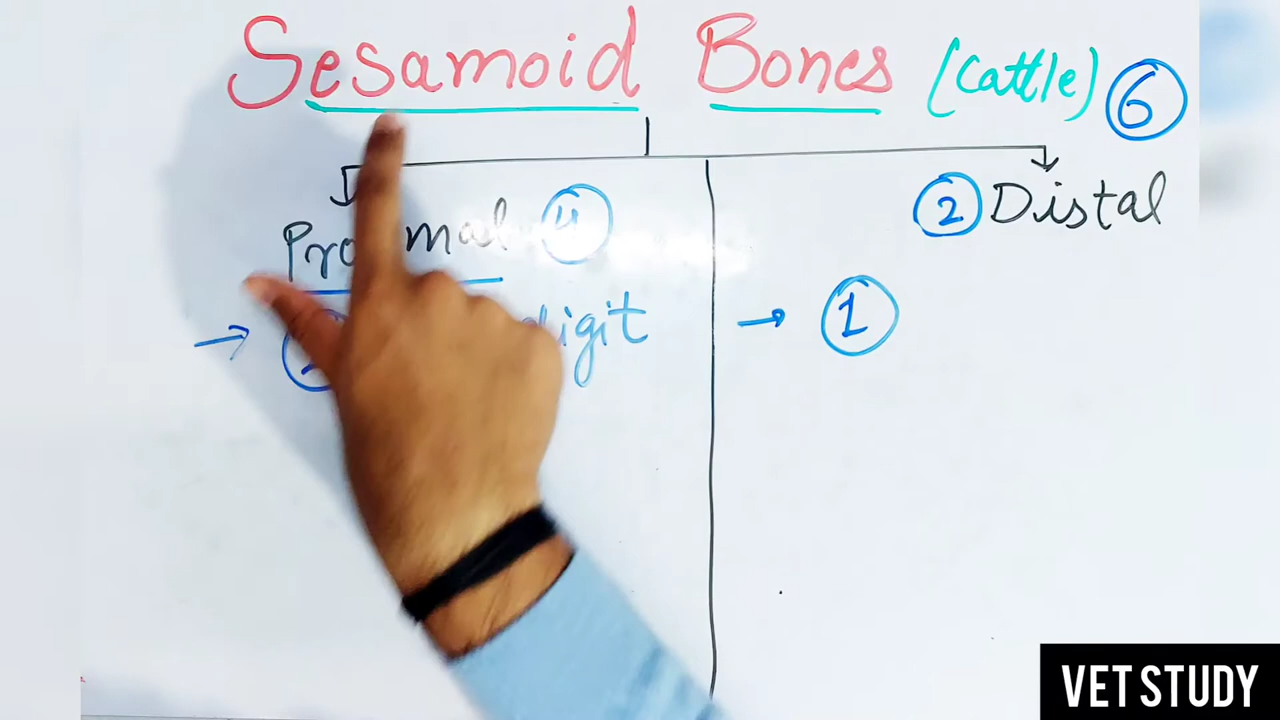 Sesamoid Bones (Cattle) 6
Proximal 4
2 Distal
→ digit
→ 1
VET STUDY